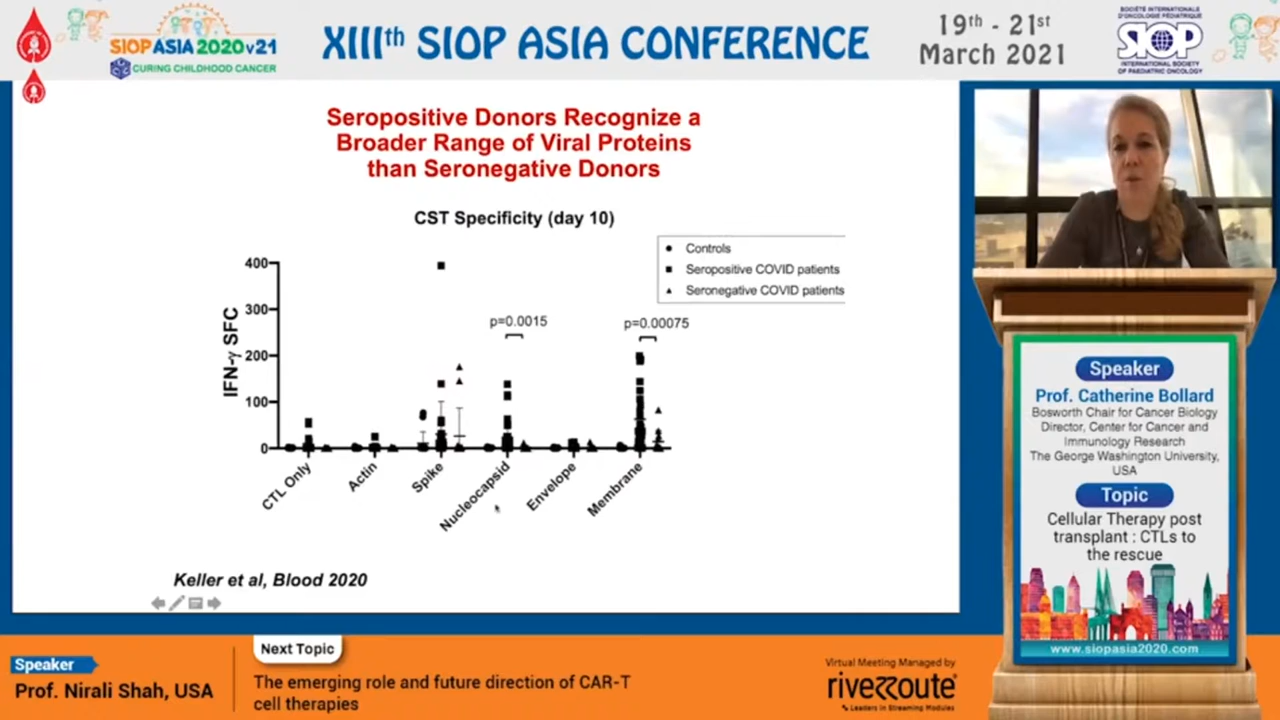 SIOP ASIA 2020 v21
CURING CHILDHOOD CANCER
XIIIth SIOP ASIA CONFERENCE
19th - 21st
March 2021
SOCIÉTÉ INTERNATIONALE
D'ONCOLOGIE PÉDIATRIQUE
SIOP
INTERNATIONAL SOCIETY
OF PAEDIATRIC ONCOLOGY
Seropositive Donors Recognize a
Broader Range of Viral Proteins
than Seronegative Donors
CST Specificity (day 10)
Controls
Seropositive COVID patients
Seronegative COVID patients
IFN-γ SFC
400
300
200
100
0
p=0.0015
p=0.00075
CTL Only
Actin
Spike
Nucleocapsid
Envelope
Membrane
Keller et al, Blood 2020
Speaker
Prof. Catherine Bollard
Bosworth Chair for Cancer Biology
Director, Center for Cancer and
Immunology Research
The George Washington University,
USA
Topic
Cellular Therapy post
transplant : CTLs to
the rescue
www.siopasia2020.com
Speaker
Prof. Nirali Shah, USA
Next Topic
The emerging role and future direction of CAR-T
cell therapies
Virtual Meeting Managed by
riveRroute
Leaders in Streaming Modules